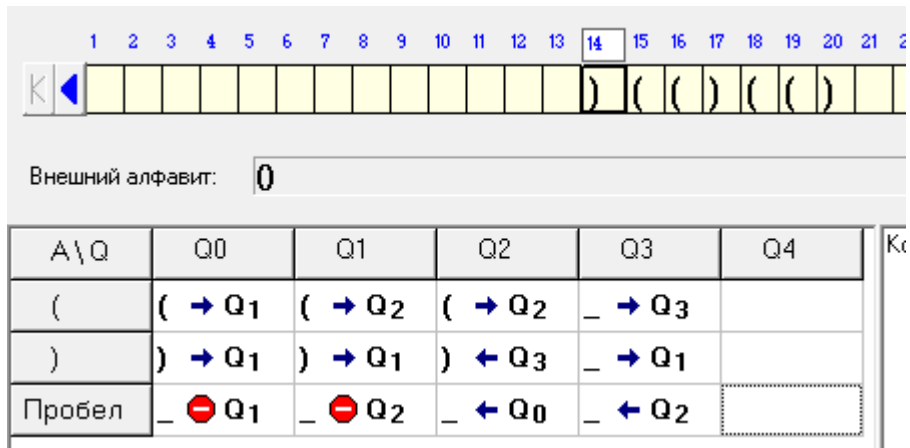 1 2 3 4 5 6 7 8 9 10 11 12 13 14 15 16 17 18 19 20 21 2
К ) ( ( ) ( ( )
Внешний алфавит: ()
A\Q Q0 Q1 Q2 Q3 Q4 Ко
( ( → Q1 ( → Q2 ( → Q2 _ → Q3
) ) → Q1 ) → Q1 ) ← Q3 _ → Q1
Пробел _ ⛔ Q1 _ ⛔ Q2 _ ← Q0 _ ← Q2